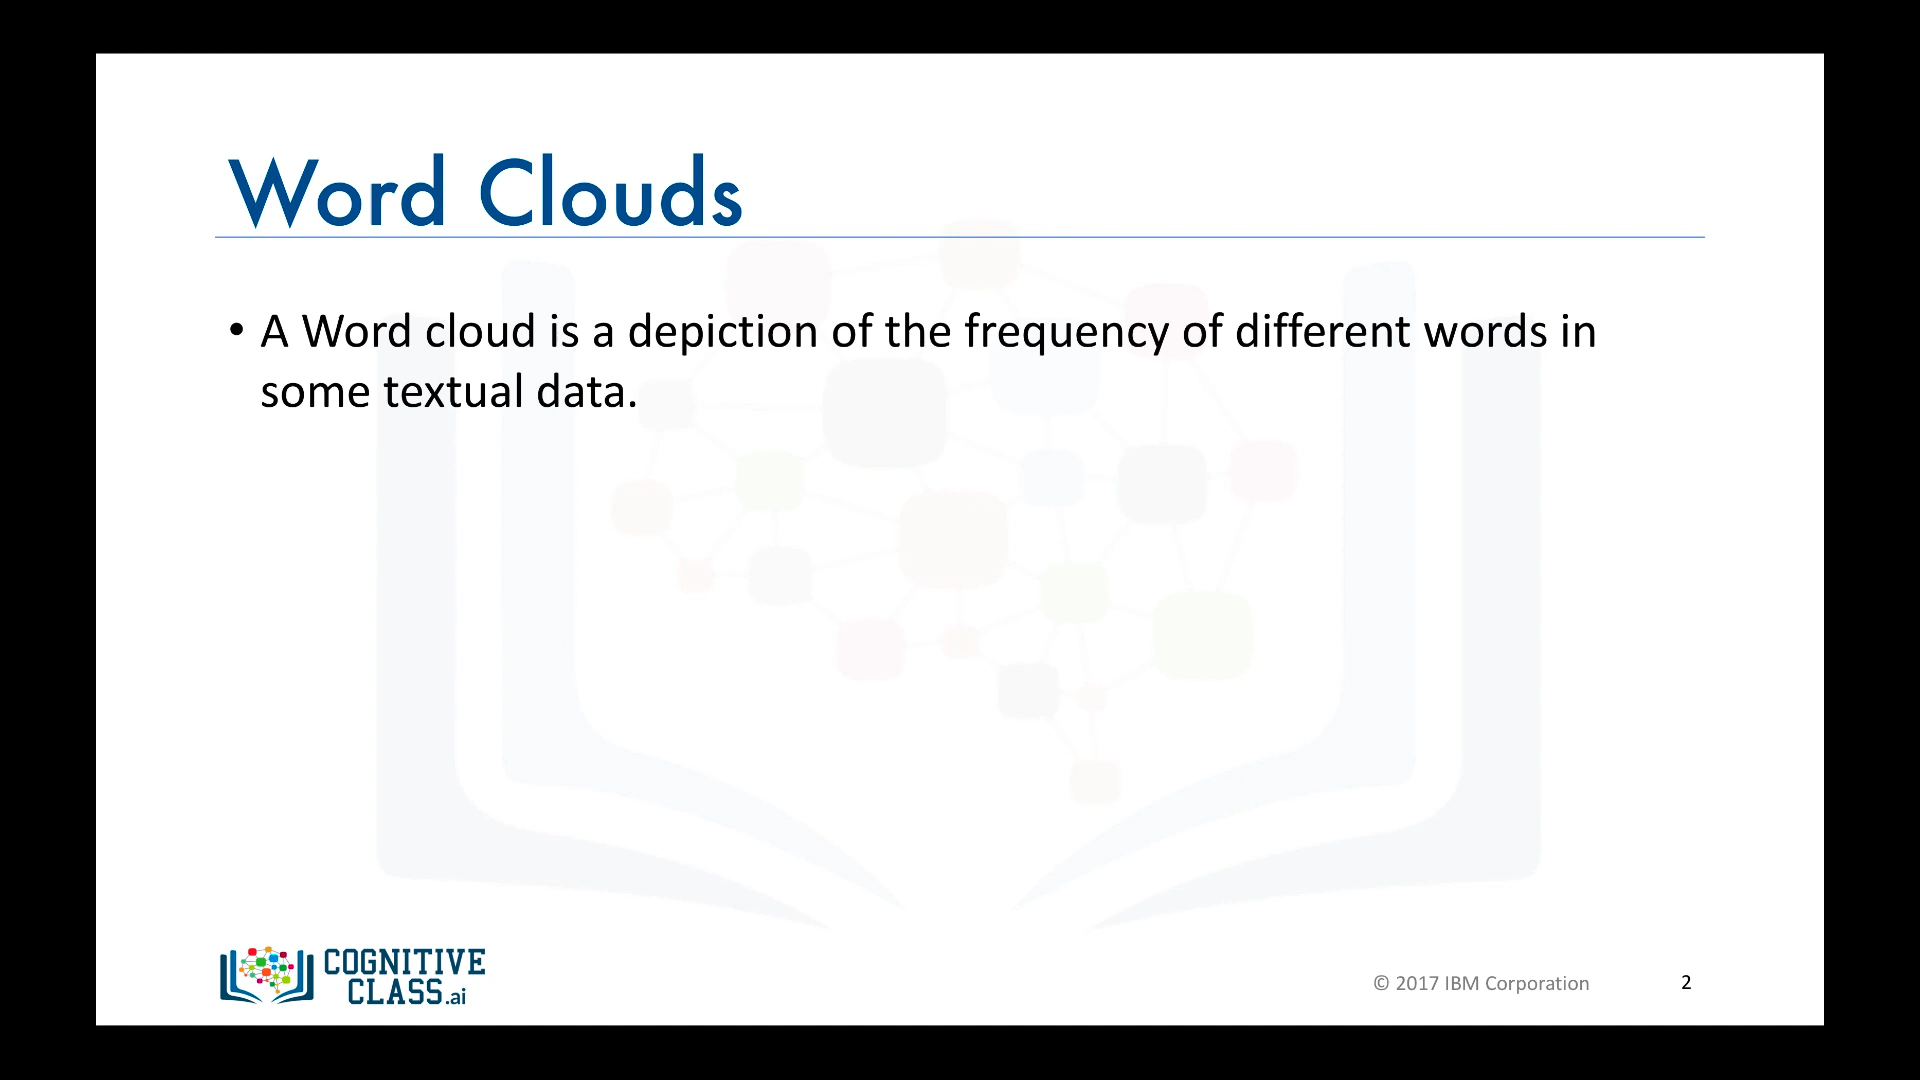 Word Clouds
• A Word cloud is a depiction of the frequency of different words in
some textual data.
COGNITIVE
CLASS.ai
© 2017 IBM Corporation
2